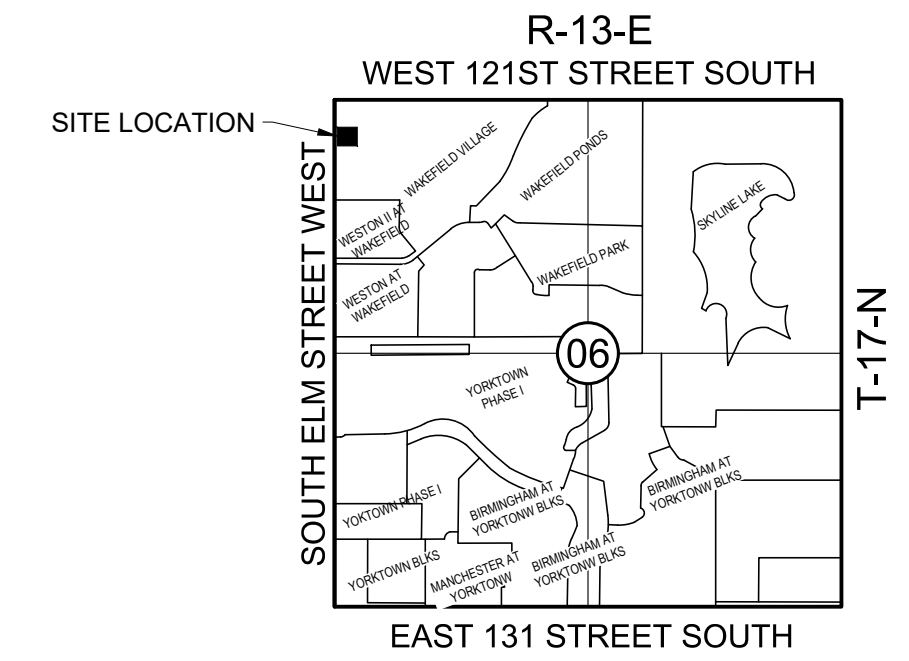 R-13-E
WEST 121ST STREET SOUTH
SITE LOCATION
SOUTH ELM STREET WEST
WAKEFIELD VILLAGE
WAKEFIELD PONDS
SKYLINE LAKE
WESTON II AT
WAKEFIELD
WAKEFIELD PARK
WESTON AT
WAKEFIELD
T-17-N
06
YORKTOWN
PHASE I
BIRMINGHAM AT
YORKTONW BLKS
YOKTOWN PHASE I
BIRMINGHAM AT
YORKTONW BLKS
BIRMINGHAM AT
YORKTONW BLKS
YORKTOWN BLKS
MANCHESTER AT
YORKTONW
EAST 131 STREET SOUTH